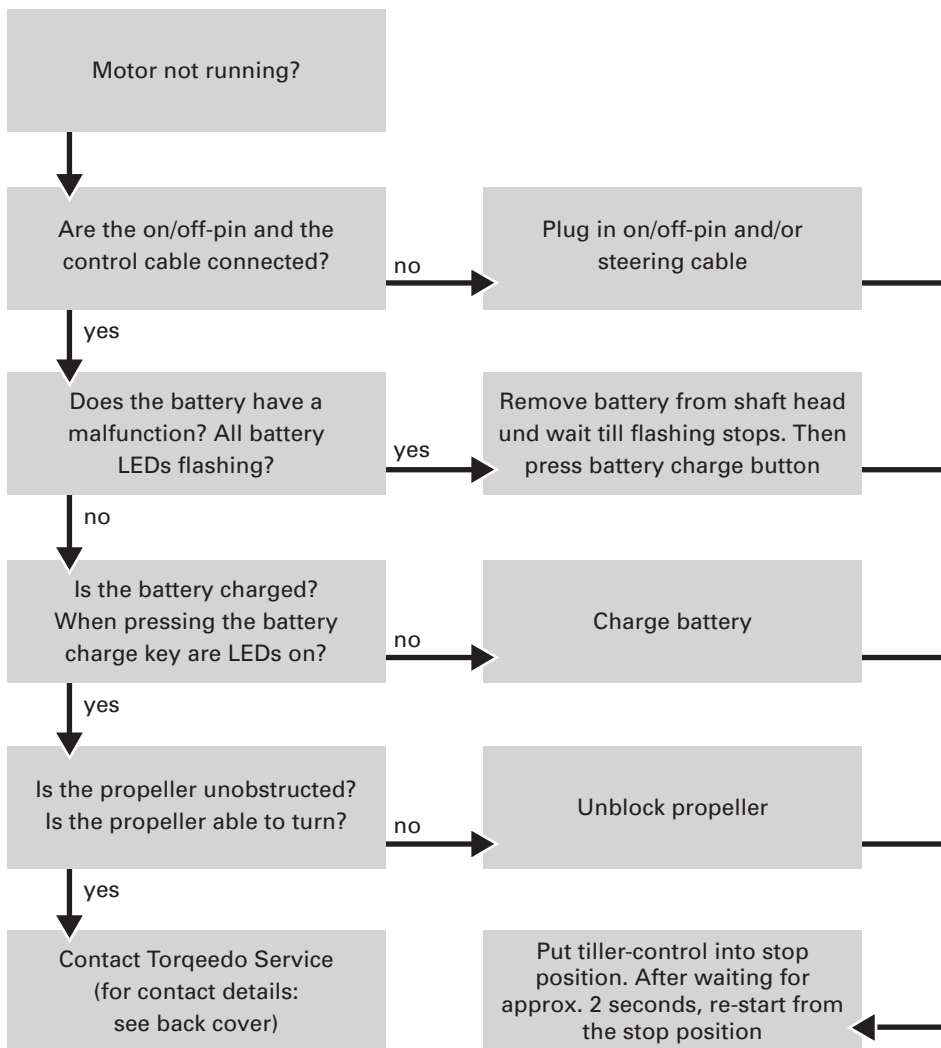 Motor not running?
Are the on/off-pin and the
control cable connected?
no
Plug in on/off-pin and/or
steering cable
yes
Does the battery have a
malfunction? All battery
LEDs flashing?
yes
Remove battery from shaft head
und wait till flashing stops. Then
press battery charge button
no
Is the battery charged?
When pressing the battery
charge key are LEDs on?
no
Charge battery
yes
Is the propeller unobstructed?
Is the propeller able to turn?
no
Unblock propeller
yes
Contact Torqeedo Service
(for contact details:
see back cover)
Put tiller-control into stop
position. After waiting for
approx. 2 seconds, re-start from
the stop position